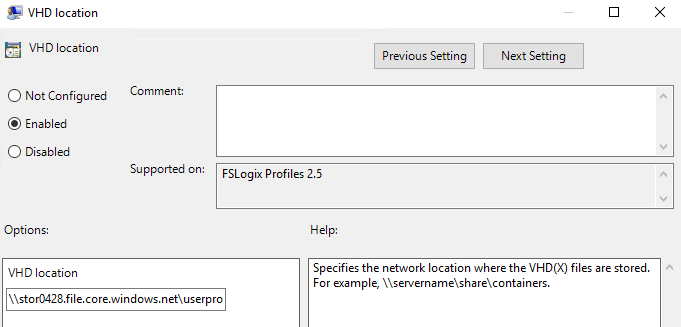 VHD location
VHD location
Previous Setting
Next Setting
Not Configured
Enabled
Disabled
Comment:
Supported on:
FSLogix Profiles 2.5
Options:
Help:
VHD location
\\stor0428.file.core.windows.net\userpro
Specifies the network location where the VHD(X) files are stored.
For example, \\servername\share\containers.